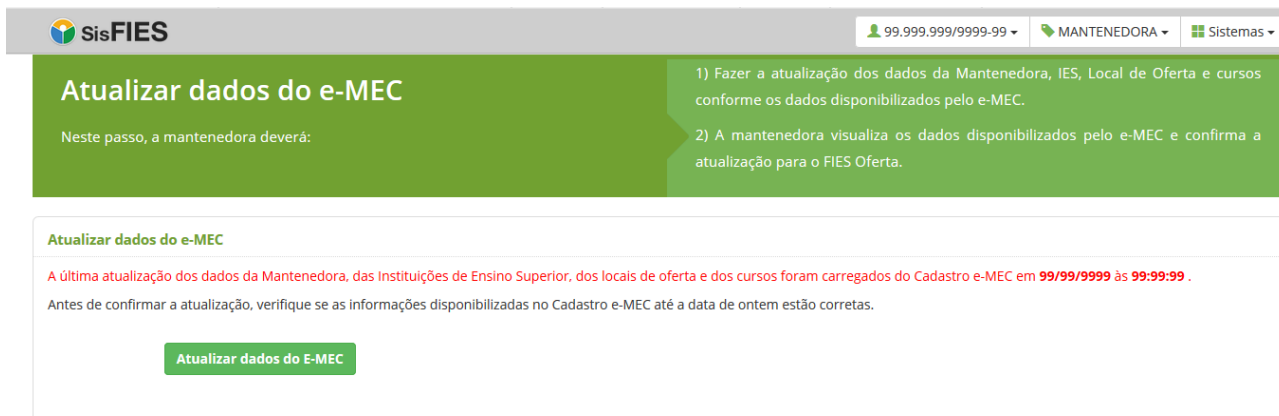 SisFIES
99.999.999/9999-99
MANTENEDORA
Sistemas
Atualizar dados do e-MEC
Neste passo, a mantenedora deverá:
1) Fazer a atualização dos dados da Mantenedora, IES, Local de Oferta e cursos
conforme os dados disponibilizados pelo e-MEC.
2) A mantenedora visualiza os dados disponibilizados pelo e-MEC e confirma a
atualização para o FIES Oferta.
Atualizar dados do e-MEC
A última atualização dos dados da Mantenedora, das Instituições de Ensino Superior, dos locais de oferta e dos cursos foram carregados do Cadastro e-MEC em 99/99/9999 às 99:99:99 .
Antes de confirmar a atualização, verifique se as informações disponibilizadas no Cadastro e-MEC até a data de ontem estão corretas.
Atualizar dados do E-MEC